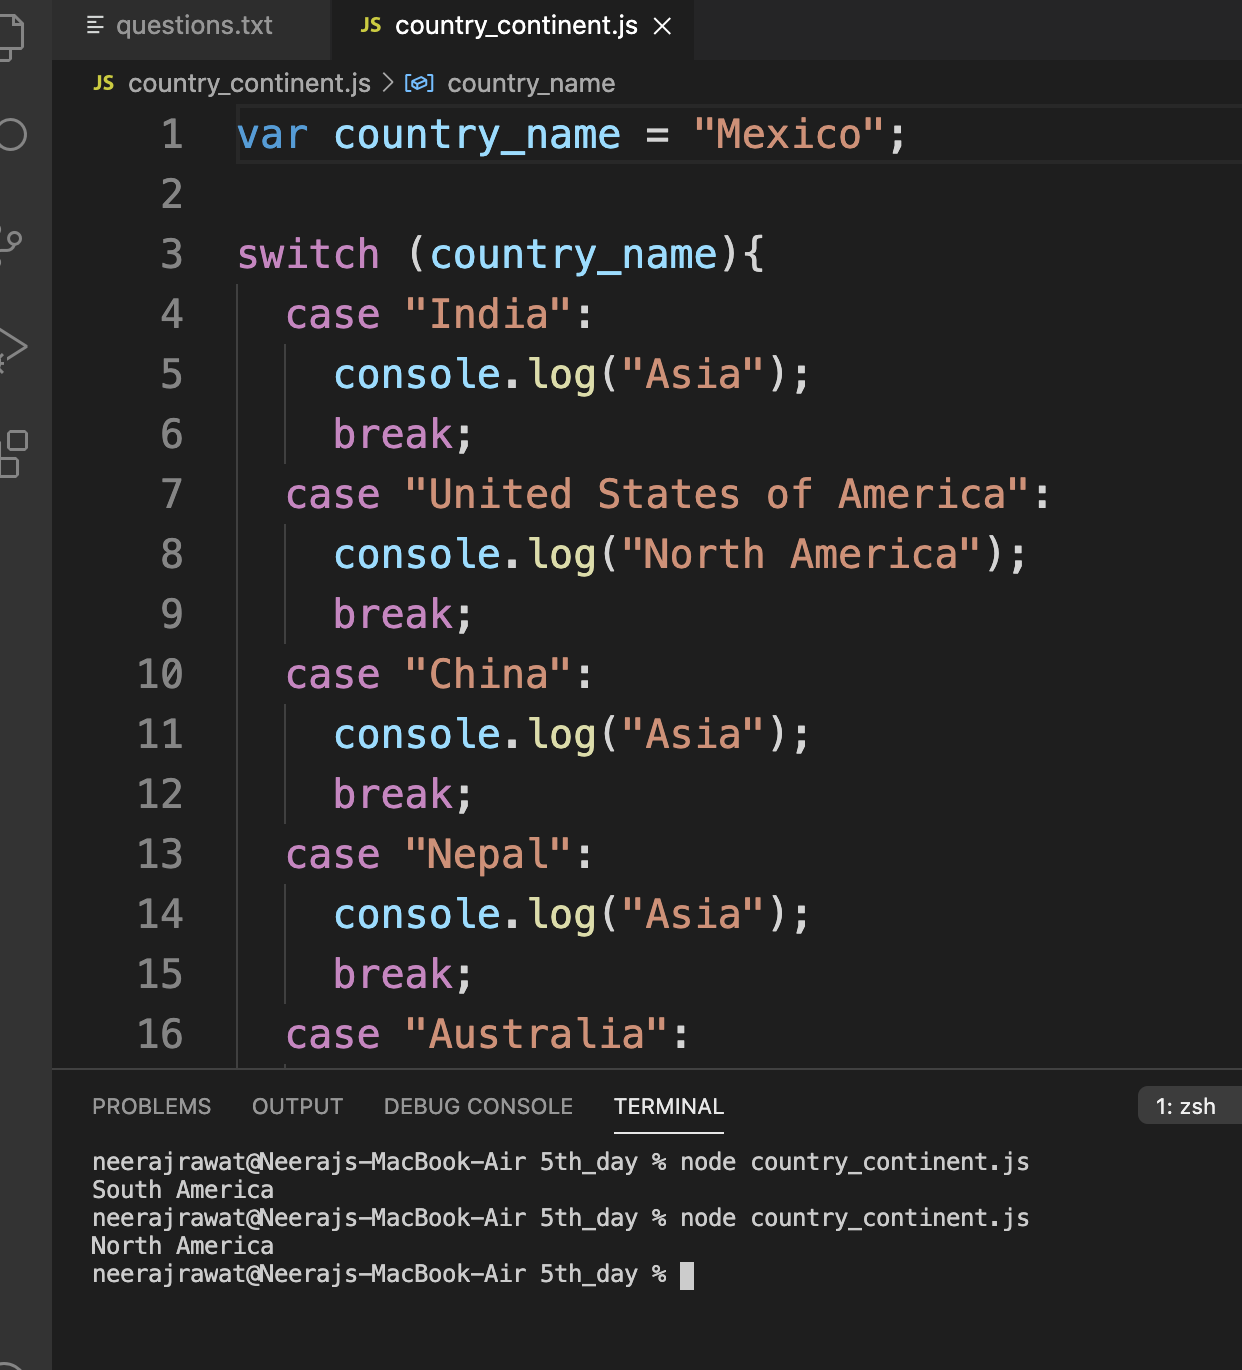 questions.txt JS country_continent.js
JS country_continent.js > country_name
1 var country_name = "Mexico";
2
3 switch (country_name){
4 case "India":
5 console.log("Asia");
6 break;
7 case "United States of America":
8 console.log("North America");
9 break;
10 case "China":
11 console.log("Asia");
12 break;
13 case "Nepal":
14 console.log("Asia");
15 break;
16 case "Australia":
PROBLEMS OUTPUT DEBUG CONSOLE TERMINAL 1: zsh
neerajrawat@Neerajs-MacBook-Air 5th_day % node country_continent.js
South America
neerajrawat@Neerajs-MacBook-Air 5th_day % node country_continent.js
North America
neerajrawat@Neerajs-MacBook-Air 5th_day %